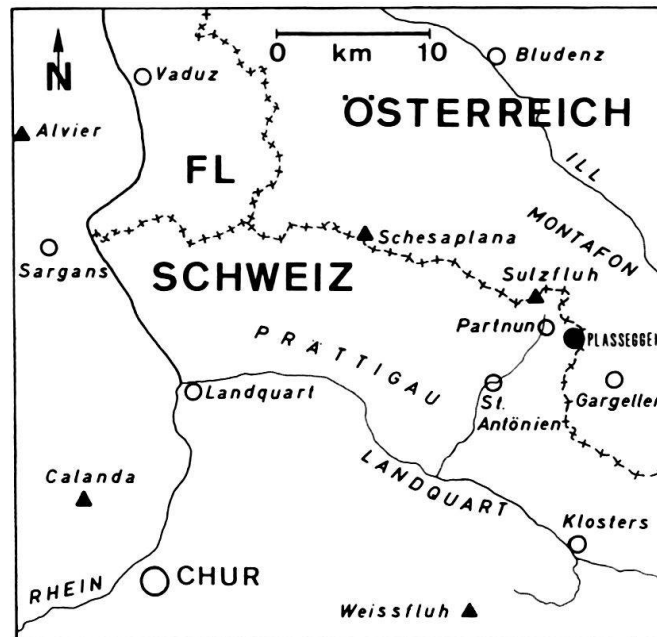 0 10
km
N
Vaduz
Bludenz
Alvier
ÖSTERREICH
FL
ILL
MONTAFON
Schesaplana
Sargans
SCHWEIZ
Sulzfluh
Partnun
PLASSEGGEN
PRÄTTIGAU
Landquart
St.
Antönien
Gargellen
LANDQUART
Calanda
Klosters
RHEIN
CHUR
Weissfluh